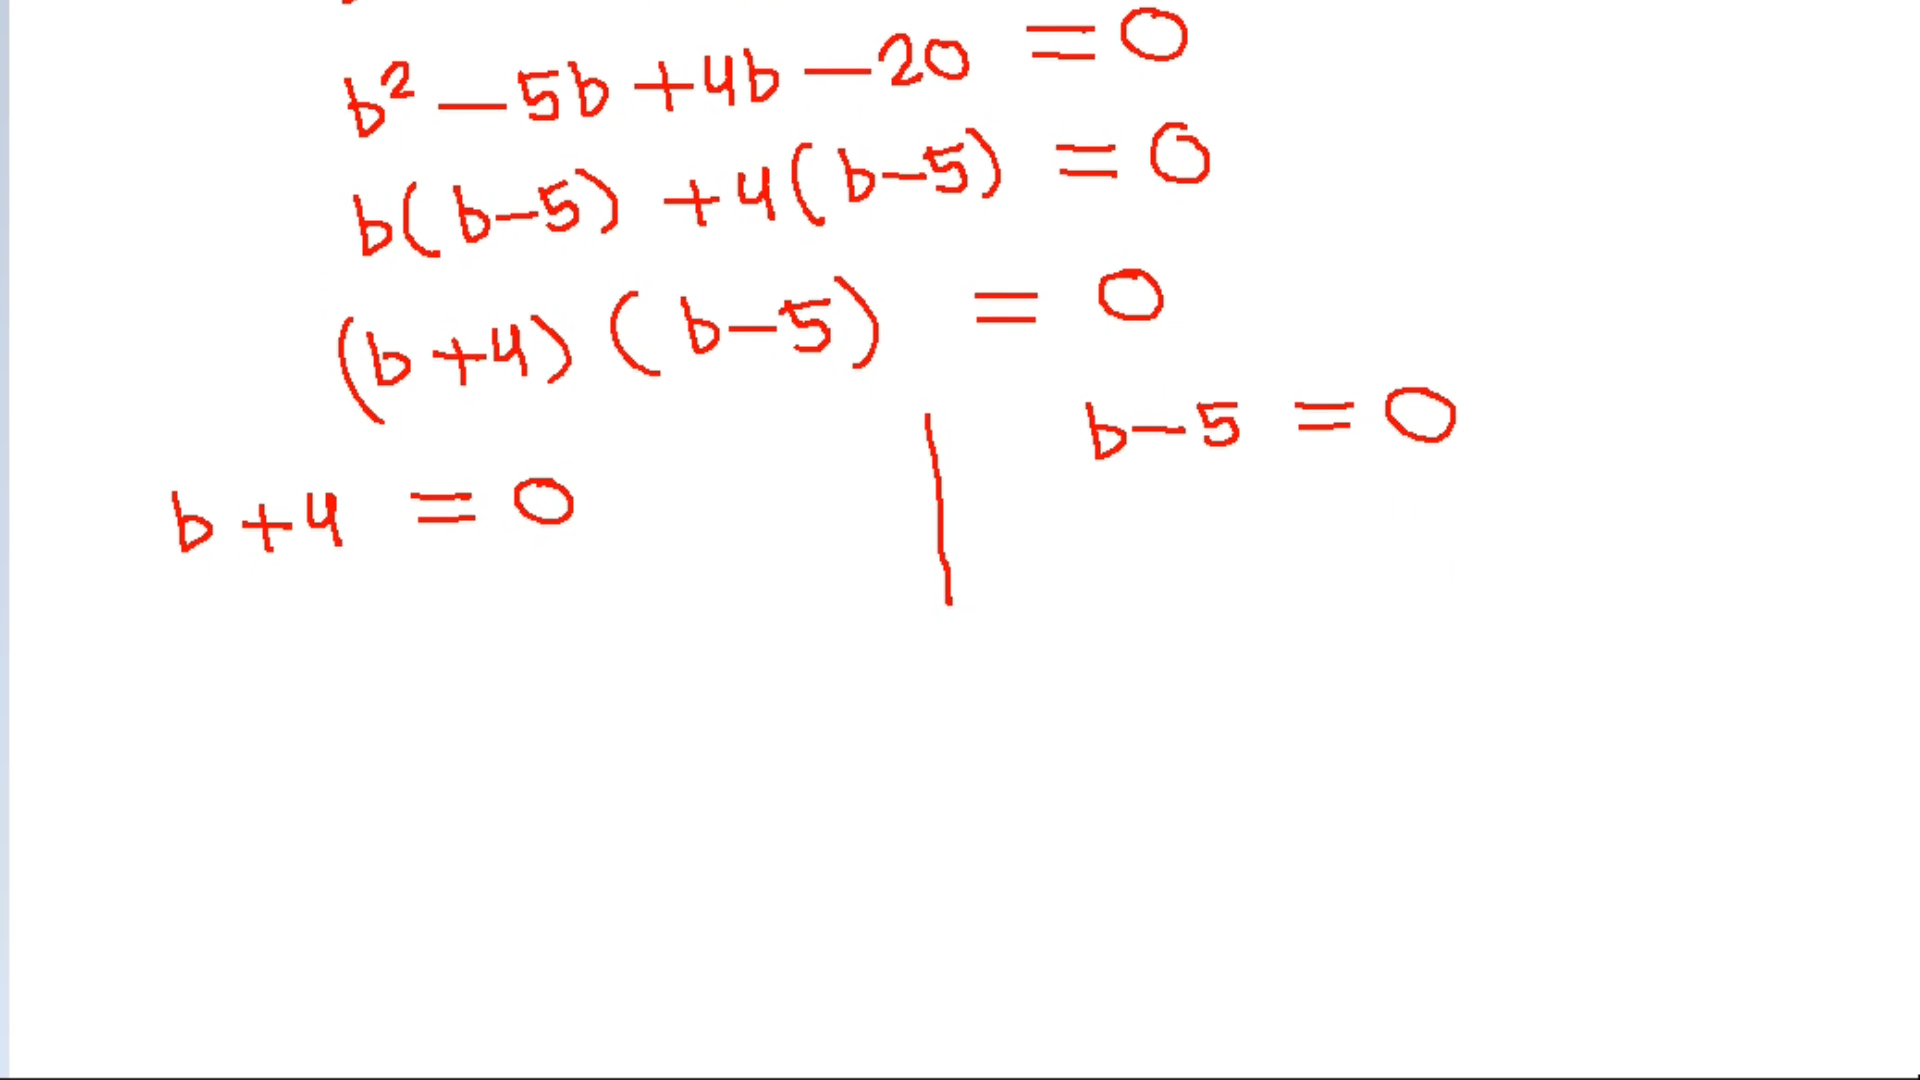 b² - 5b + 4b - 20 = 0
b(b-5) + 4(b-5) = 0
(b+4) (b-5) = 0
b+4 = 0 | b-5 = 0